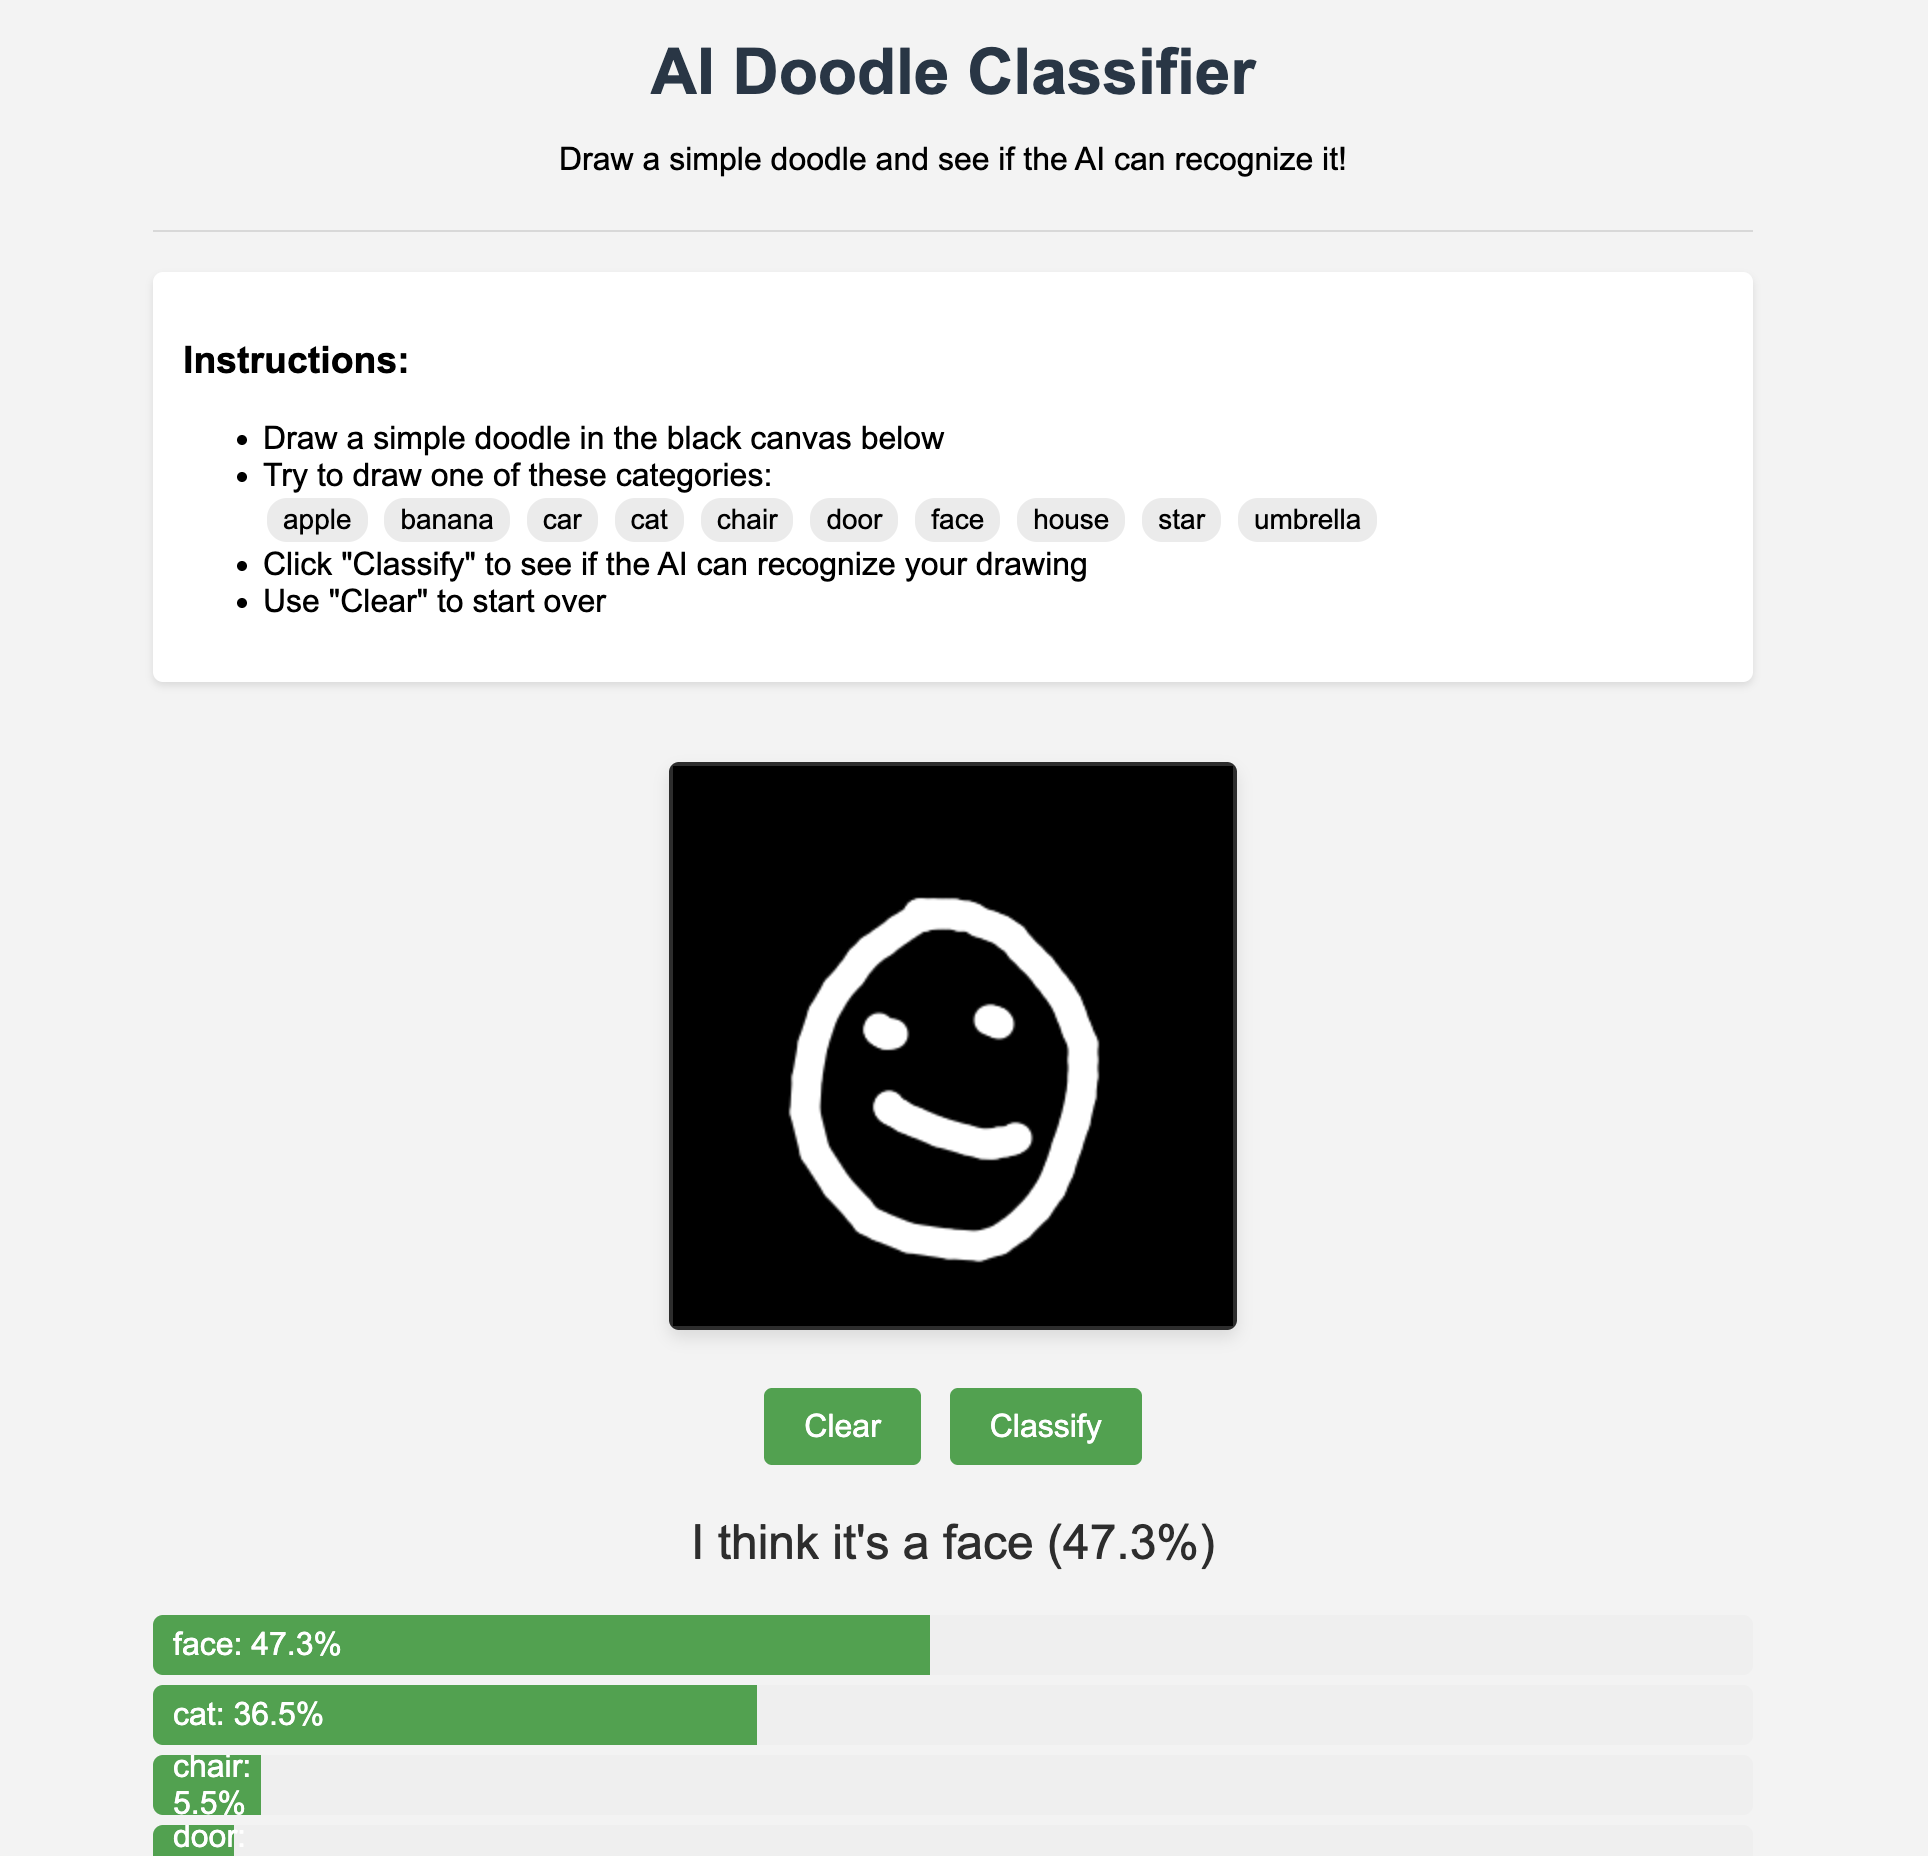 AI Doodle Classifier
Draw a simple doodle and see if the AI can recognize it!
Instructions:
Draw a simple doodle in the black canvas below
Try to draw one of these categories:
apple banana car cat chair door face house star umbrella
Click "Classify" to see if the AI can recognize your drawing
Use "Clear" to start over
Clear Classify
I think it's a face (47.3%)
face: 47.3%
cat: 36.5%
chair:
5.5%
door: